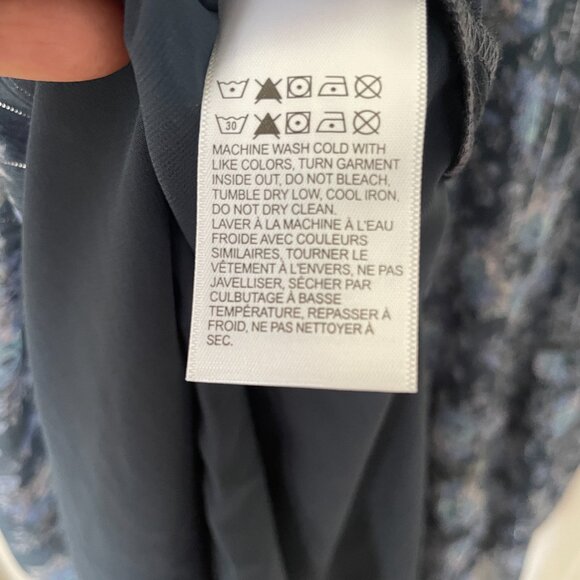 30
MACHINE WASH COLD WITH
LIKE COLORS, TURN GARMENT
INSIDE OUT, DO NOT BLEACH,
TUMBLE DRY LOW, COOL IRON,
DO NOT DRY CLEAN.
LAVER À LA MACHINE À L'EAU
FROIDE AVEC COULEURS
SIMILAIRES, TOURNER LE
VÊTEMENT À L'ENVERS, NE PAS
JAVELLISER, SÉCHER PAR
CULBUTAGE À BASSE
TEMPÉRATURE, REPASSER À
FROID, NE PAS NETTOYER À
SEC.